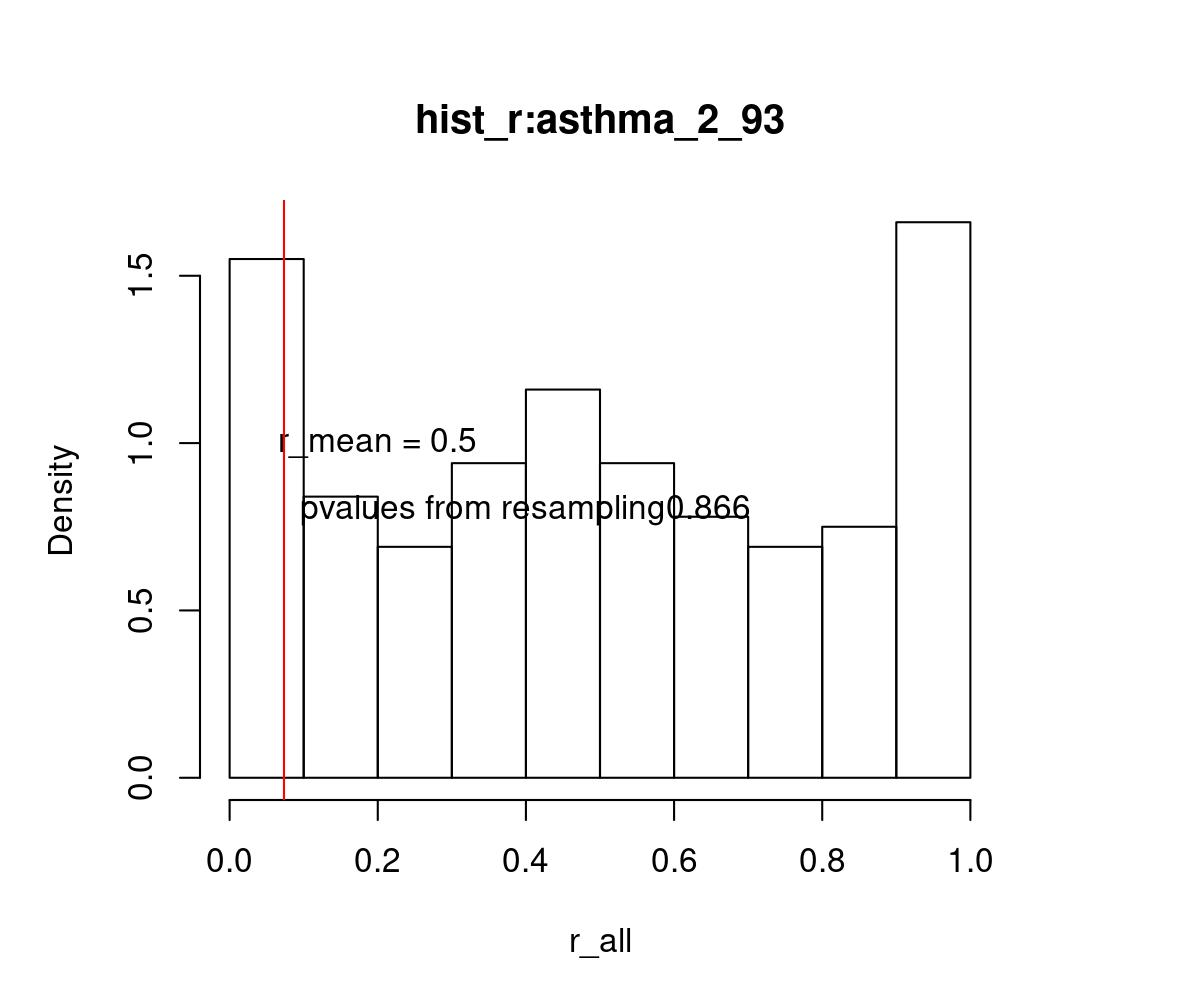 hist_r:asthma_2_93
Density
1.5
1.0
0.5
0.0
r_mean = 0.5
pvalues from resampling0.866
0.0 0.2 0.4 0.6 0.8 1.0
r_all